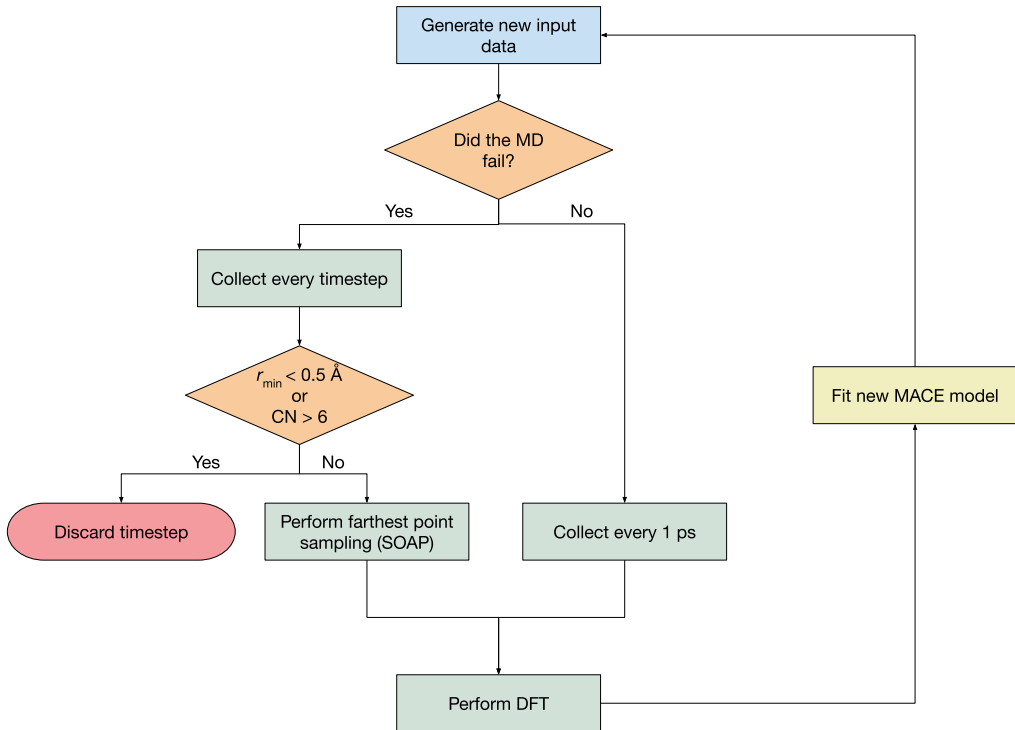 Generate new input
data
Did the MD
fail?
Yes
No
Collect every timestep
r_min < 0.5 Å
or
CN > 6
Fit new MACE model
Yes
No
Discard timestep
Perform farthest point
sampling (SOAP)
Collect every 1 ps
Perform DFT